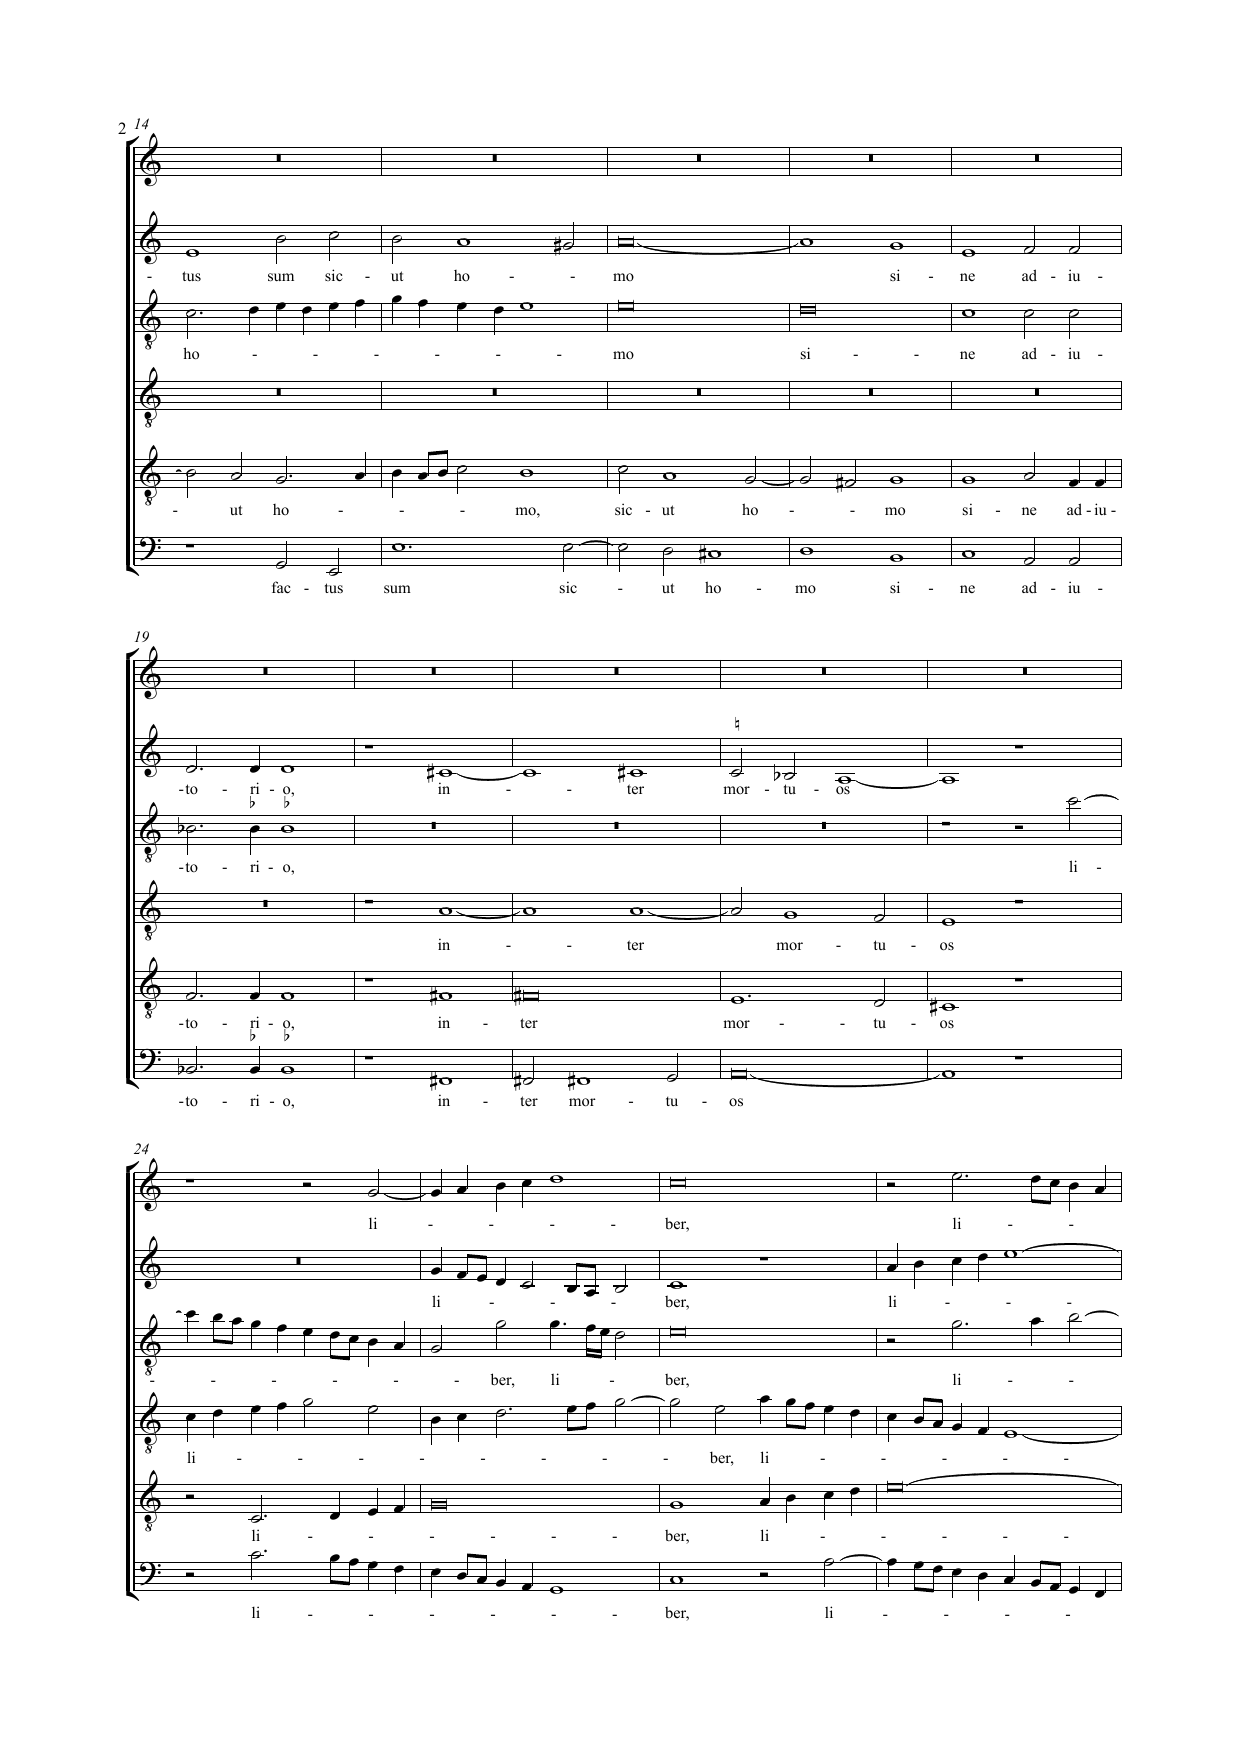 2 14
- tus sum sic - ut ho - - mo si - ne ad - iu -
ho - - - - - - mo si - - ne ad - iu -
- ut ho - - - mo, sic - ut ho - - mo si - ne ad - iu -
fac - tus sum sic - ut ho - mo si - ne ad - iu -
19
-to - ri - o, in - - ter mor - tu - os
-to - ri - o, li -
in - - ter mor - tu - os
-to - ri - o, in - ter mor - - tu - os
-to - ri - o, in - ter mor - tu - os
24
li - - - - ber, li - -
li - - - ber, li - - -
- - - - - - ber, li - ber, li - -
li - - - - - - - - ber, li - - - - -
li - - - - - - ber, li - - - - -
li - - - - - - ber, li - - - -